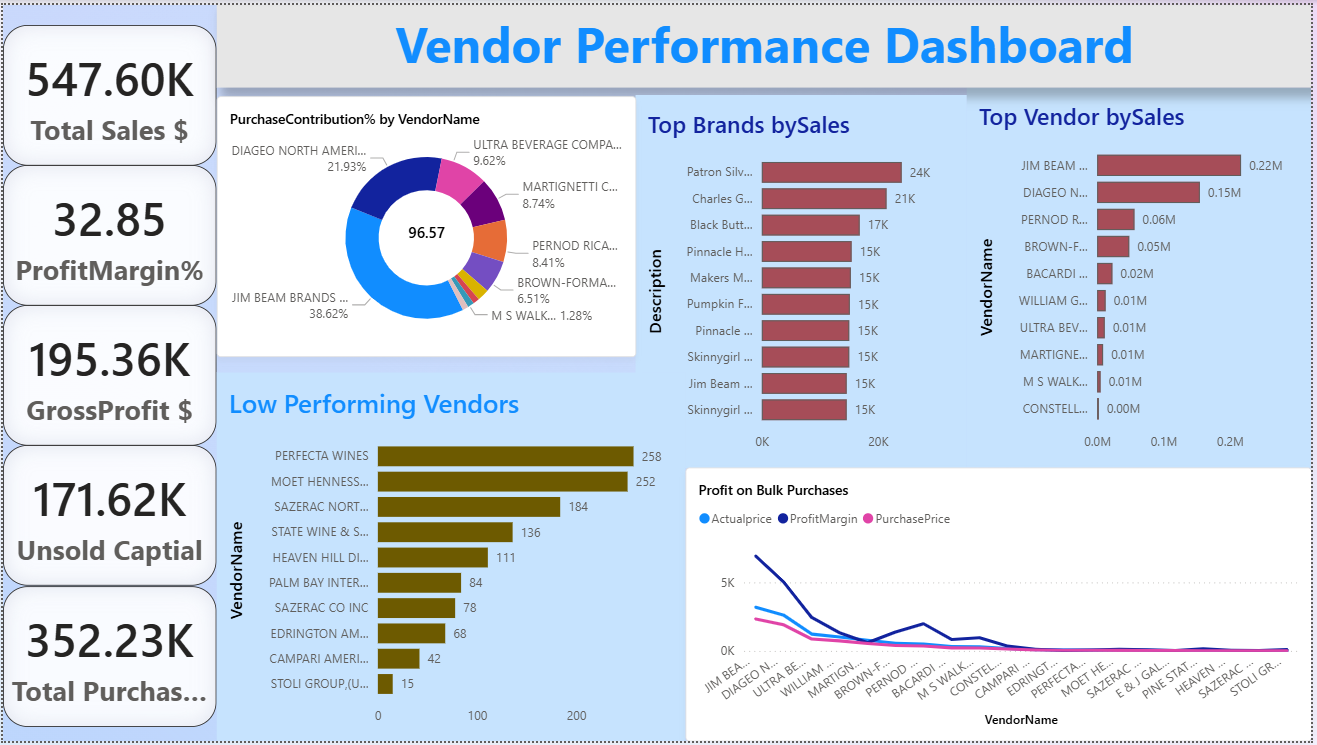 Vendor Performance Dashboard
547.60K
Total Sales $
32.85
ProfitMargin%
195.36K
GrossProfit $
171.62K
Unsold Captial
352.23K
Total Purchas...
PurchaseContribution% by VendorName
DIAGEO NORTH AMERI...
21.93%
ULTRA BEVERAGE COMPA...
9.62%
MARTIGNETTI C...
8.74%
PERNOD RICA...
8.41%
BROWN-FORMA...
6.51%
M S WALK... 1.28%
JIM BEAM BRANDS ...
38.62%
96.57
Top Brands bySales
Description
Patron Silv... 24K
Charles G... 21K
Black Butt... 17K
Pinnacle H... 15K
Makers M... 15K
Pumpkin F... 15K
Pinnacle ... 15K
Skinnygirl ... 15K
Jim Beam ... 15K
Skinnygirl ... 15K
0K 20K
Top Vendor bySales
VendorName
JIM BEAM ... 0.22M
DIAGEO N... 0.15M
PERNOD R... 0.06M
BROWN-F... 0.05M
BACARDI ... 0.02M
WILLIAM G... 0.01M
ULTRA BEV... 0.01M
MARTIGNE... 0.01M
M S WALK... 0.01M
CONSTELL... 0.00M
0.0M 0.1M 0.2M
Low Performing Vendors
VendorName
PERFECTA WINES 258
MOET HENNESS... 252
SAZERAC NORT... 184
STATE WINE & S... 136
HEAVEN HILL DI... 111
PALM BAY INTER... 84
SAZERAC CO INC 78
EDRINGTON AM... 68
CAMPARI AMERI... 42
STOLI GROUP,(U... 15
0 100 200
Profit on Bulk Purchases
Actualprice ProfitMargin PurchasePrice
5K
0K
JIM BEA...
DIAGEO N...
ULTRA BE...
WILLIAM ...
MARTIGN...
BROWN-F...
PERNOD ...
BACARDI ...
M S WALK...
CONSTEL...
CAMPARI ...
EDRINGT...
PERFECTA...
MOET HE...
SAZERAC ...
E & J GAL...
PINE STAT...
HEAVEN ...
SAZERAC ...
STOLI GR...
VendorName